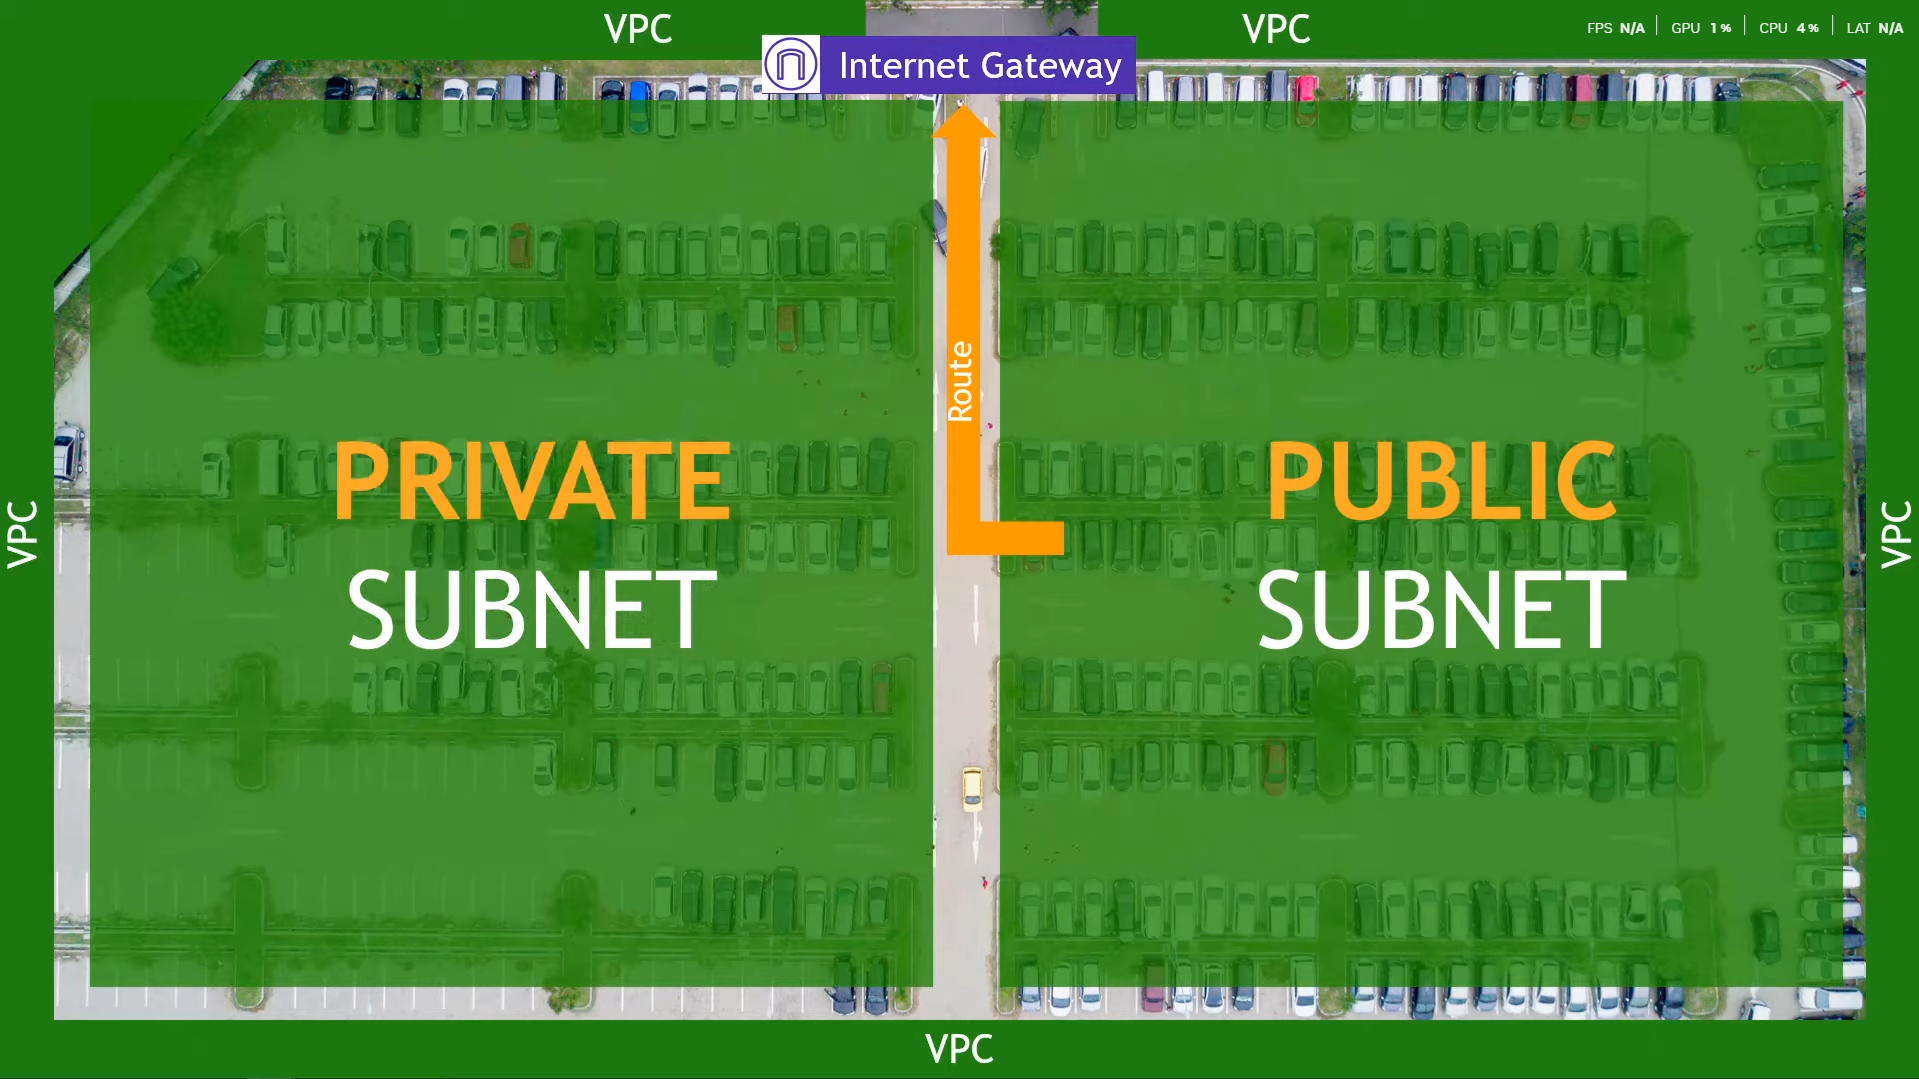 VPC
VPC
FPS N/A | GPU 1 % | CPU 4 % | LAT N/A
Internet Gateway
Route
PRIVATE
SUBNET
PUBLIC
SUBNET
VPC
VPC
VPC